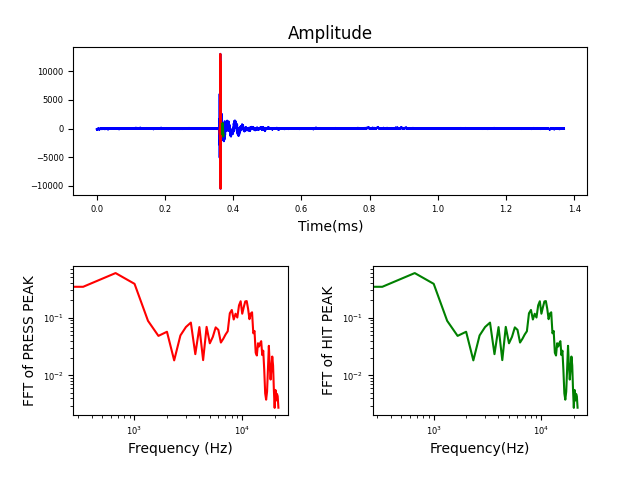 Amplitude
10000
5000
0
−5000
−10000
0.0 0.2 0.4 0.6 0.8 1.0 1.2 1.4
Time(ms)
FFT of PRESS PEAK
10⁻¹
10⁻²
10³ 10⁴
Frequency (Hz)
FFT of HIT PEAK
10⁻¹
10⁻²
10³ 10⁴
Frequency(Hz)